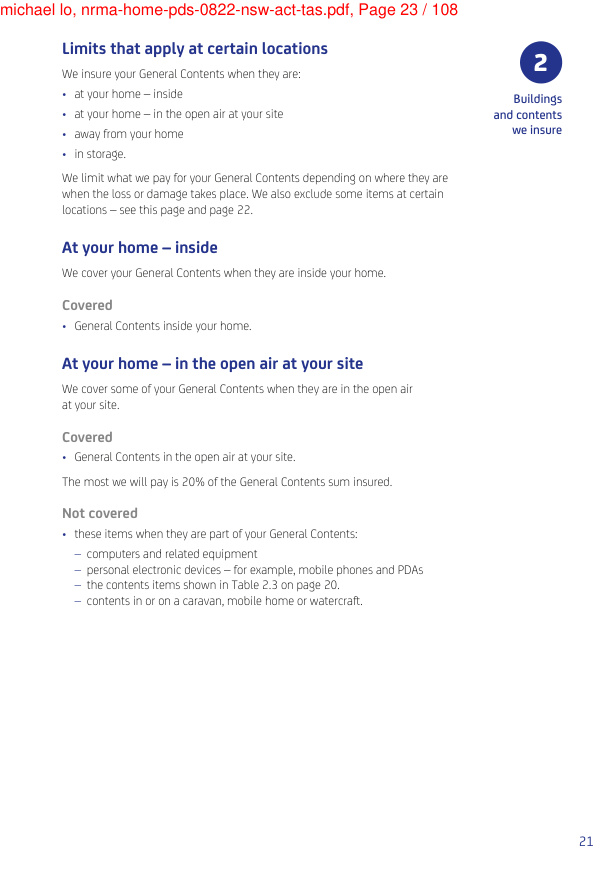 michael lo, nrma-home-pds-0822-nsw-act-tas.pdf, Page 23 / 108
Limits that apply at certain locations
We insure your General Contents when they are:
• at your home – inside
• at your home – in the open air at your site
• away from your home
• in storage.
We limit what we pay for your General Contents depending on where they are
when the loss or damage takes place. We also exclude some items at certain
locations – see this page and page 22.
2
Buildings
and contents
we insure
At your home – inside
We cover your General Contents when they are inside your home.
Covered
• General Contents inside your home.
At your home – in the open air at your site
We cover some of your General Contents when they are in the open air
at your site.
Covered
• General Contents in the open air at your site.
The most we will pay is 20% of the General Contents sum insured.
Not covered
• these items when they are part of your General Contents:
– computers and related equipment
– personal electronic devices – for example, mobile phones and PDAs
– the contents items shown in Table 2.3 on page 20.
– contents in or on a caravan, mobile home or watercraft.
21